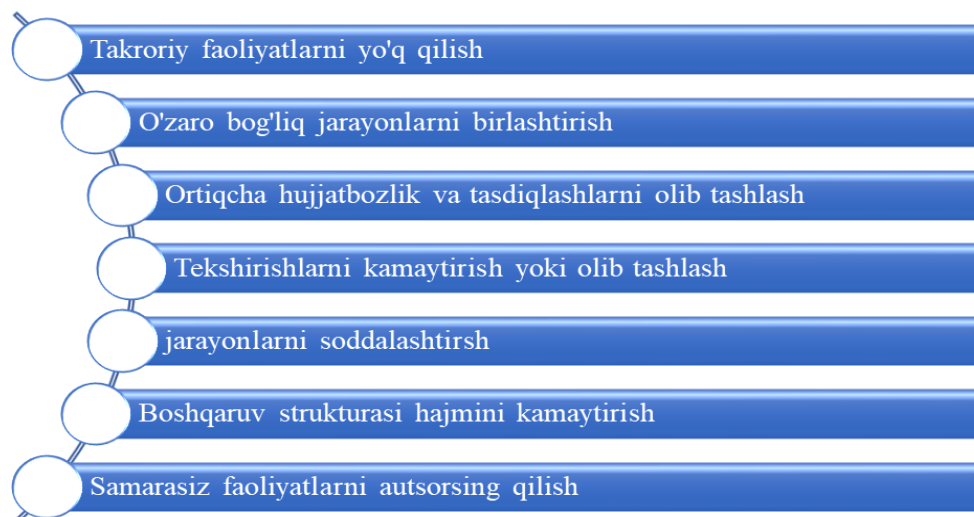 Takroriy faoliyatlarni yo'q qilish
O'zaro bog'liq jarayonlarni birlashtirish
Ortiqcha hujjatbozlik va tasdiqlashlarni olib tashlash
Tekshirishlarni kamaytirish yoki olib tashlash
jarayonlarni soddalashtirsh
Boshqaruv strukturasi hajmini kamaytirish
Samarasiz faoliyatlarni autsorsing qilish